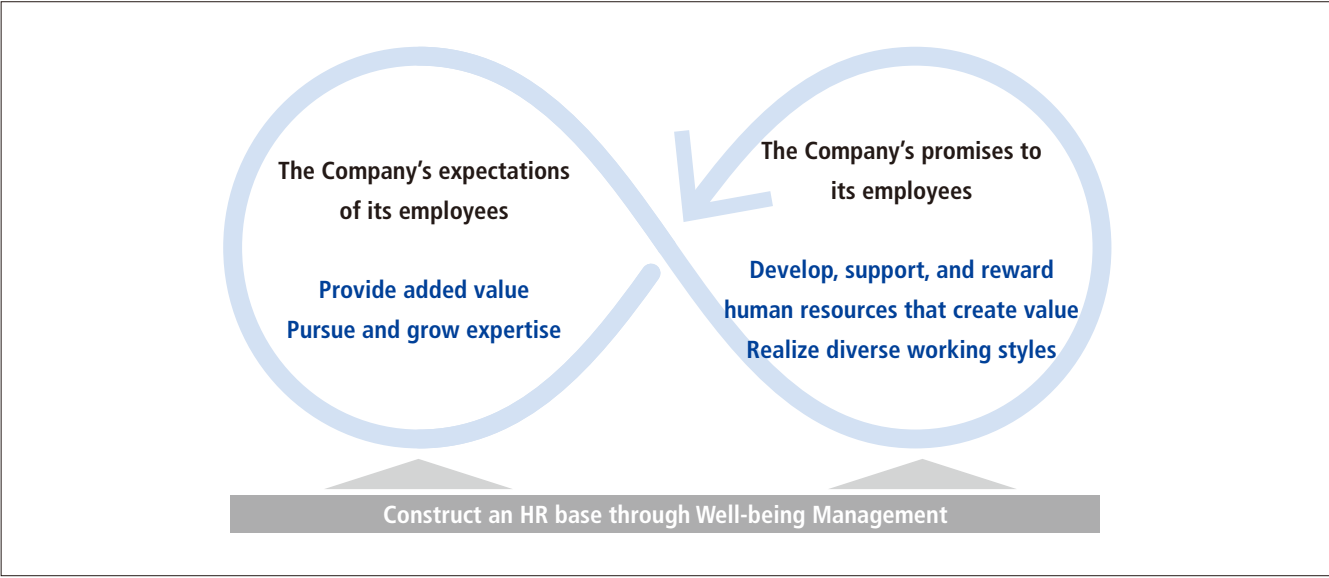 The Company’s expectations
of its employees
Provide added value
Pursue and grow expertise
The Company’s promises to
its employees
Develop, support, and reward
human resources that create value
Realize diverse working styles
Construct an HR base through Well-being Management